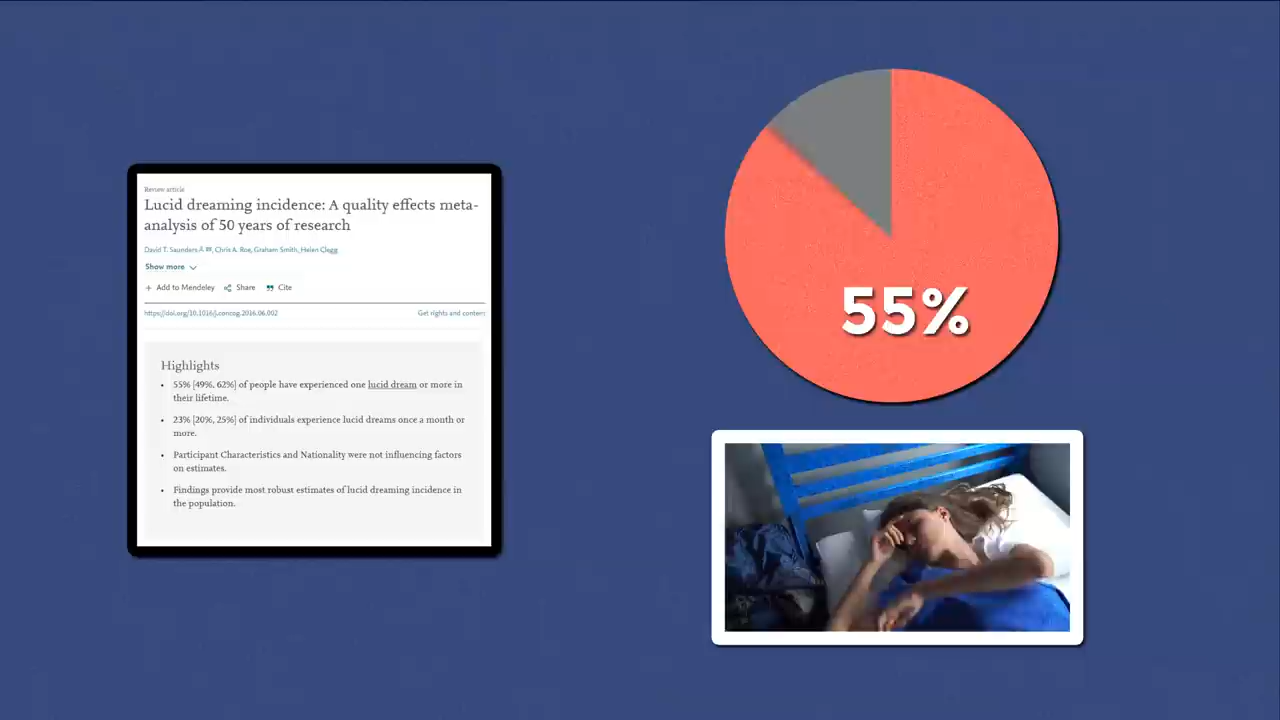 Review article
Lucid dreaming incidence: A quality effects meta-
analysis of 50 years of research
David T. Saunders, Chris A. Roe, Graham Smith, Helen Clegg
Show more
+ Add to Mendeley Share Cite
https://doi.org/10.1016/j.concog.2016.06.002 Get rights and content
Highlights
• 55% [49%, 62%] of people have experienced one lucid dream or more in
their lifetime.
• 23% [20%, 25%] of individuals experience lucid dreams once a month or
more.
• Participant Characteristics and Nationality were not influencing factors
on estimates.
• Findings provide most robust estimates of lucid dreaming incidence in
the population.
55%